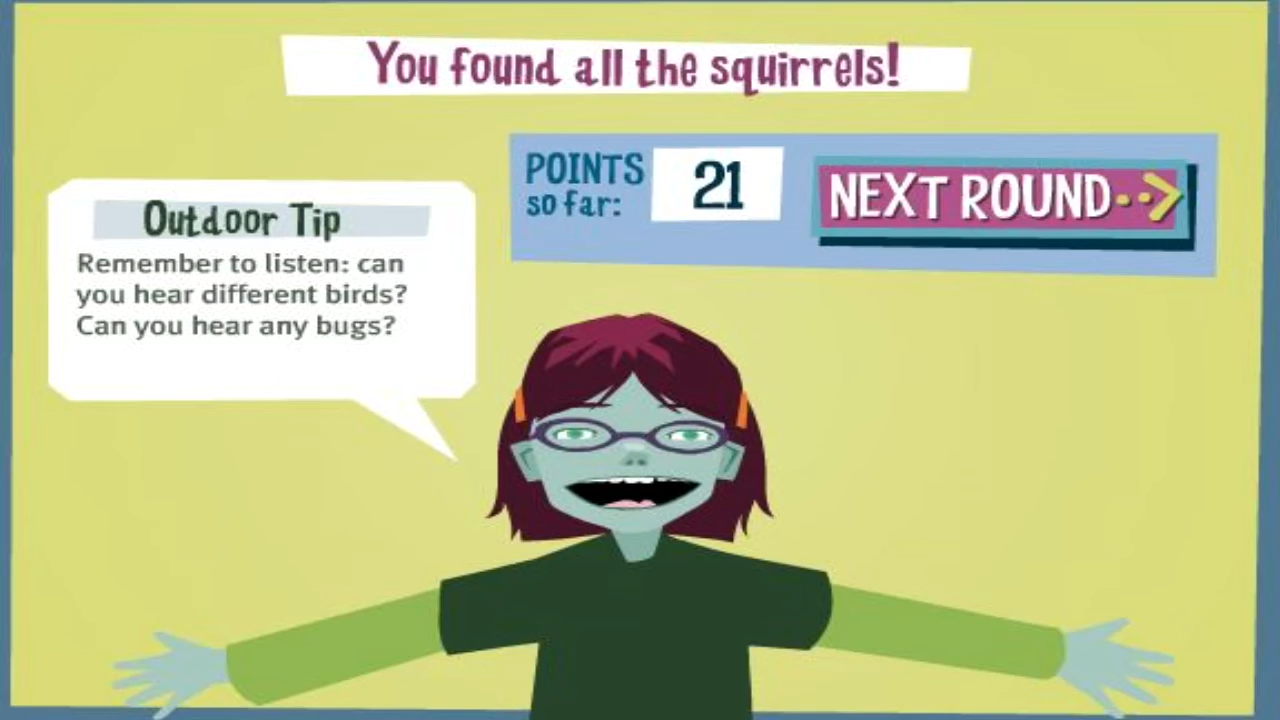 You found all the squirrels!
POINTS
so far:
21
NEXT ROUND-->
Outdoor Tip
Remember to listen: can
you hear different birds?
Can you hear any bugs?